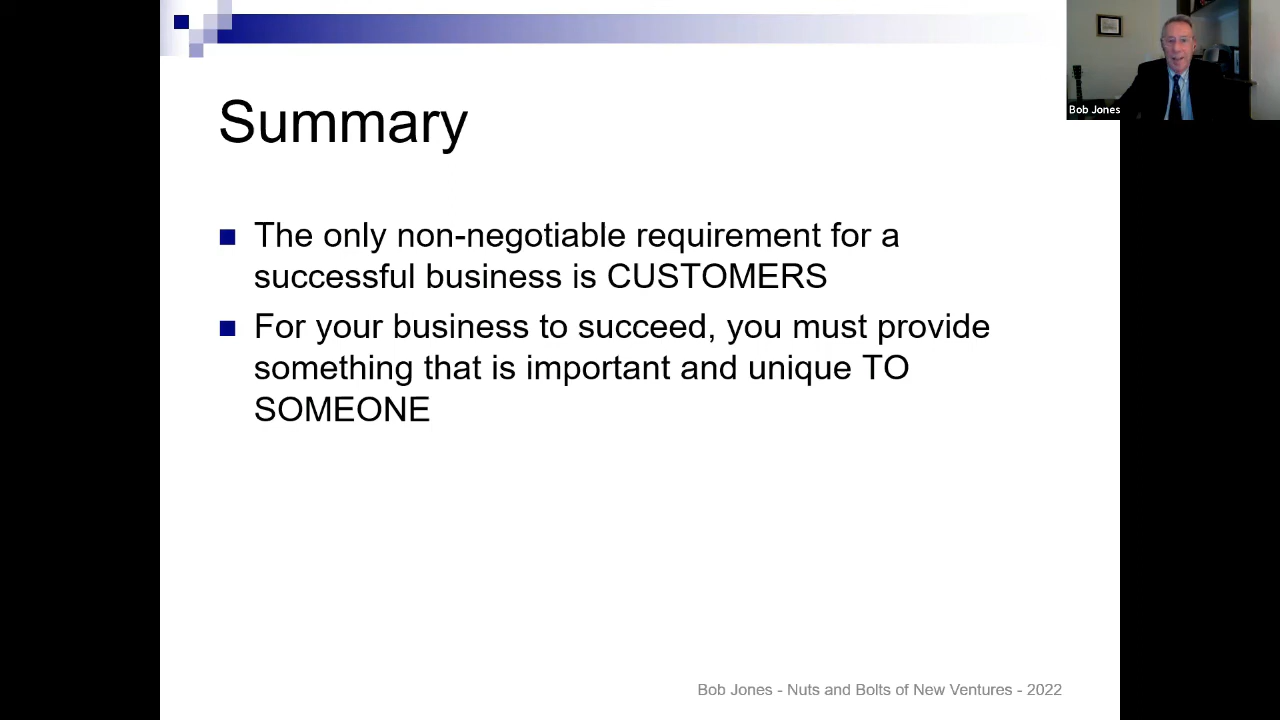 Summary
The only non-negotiable requirement for a
successful business is CUSTOMERS
For your business to succeed, you must provide
something that is important and unique TO
SOMEONE
Bob Jones - Nuts and Bolts of New Ventures - 2022
Bob Jones